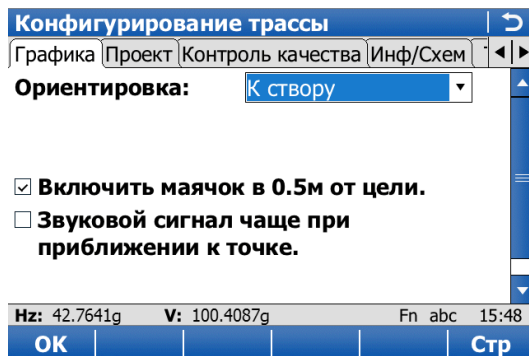 Конфигурирование трассы
Графика Проект Контроль качества Инф/Схем
Ориентировка: К створу
Включить маячок в 0.5м от цели.
Звуковой сигнал чаще при
приближении к точке.
Hz: 42.7641g V: 100.4087g Fn abc 15:48
OK Стр